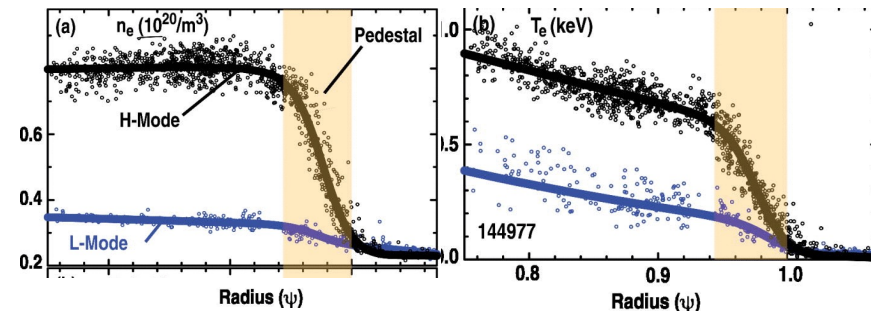 (a) n_e (10^20/m^3)
Pedestal
H-Mode
L-Mode
0.6
0.4
0.2
Radius (ψ)
(b) T_e (keV)
1.0
0.5
0.0
144977
0.8 0.9 1.0
Radius (ψ)